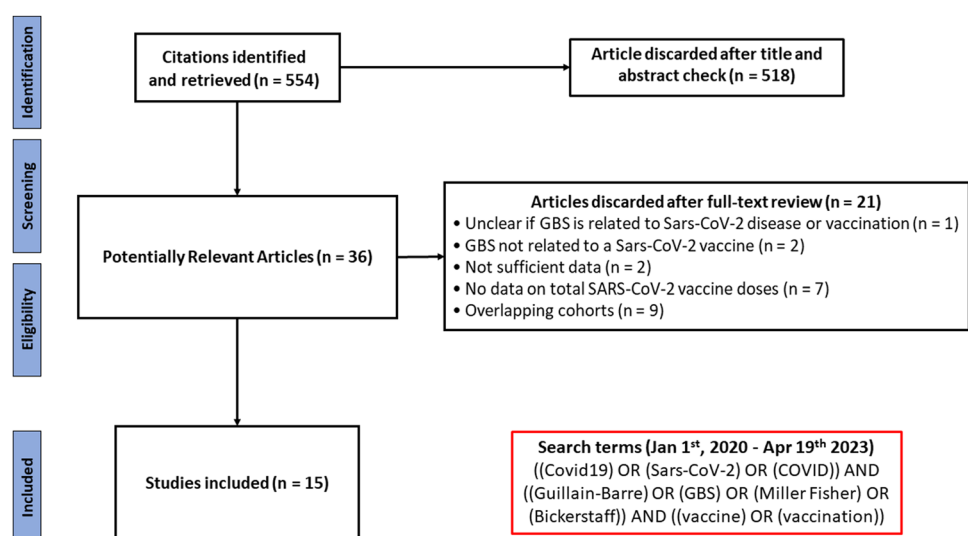 Identification
Citations identified
and retrieved (n = 554)
Article discarded after title and
abstract check (n = 518)
Screening
Potentially Relevant Articles (n = 36)
Articles discarded after full-text review (n = 21)
• Unclear if GBS is related to Sars-CoV-2 disease or vaccination (n = 1)
• GBS not related to a Sars-CoV-2 vaccine (n = 2)
• Not sufficient data (n = 2)
• No data on total SARS-CoV-2 vaccine doses (n = 7)
• Overlapping cohorts (n = 9)
Eligibility
Included
Studies included (n = 15)
Search terms (Jan 1st, 2020 - Apr 19th 2023)
((Covid19) OR (Sars-CoV-2) OR (COVID)) AND
((Guillain-Barre) OR (GBS) OR (Miller Fisher) OR
(Bickerstaff)) AND ((vaccine) OR (vaccination))